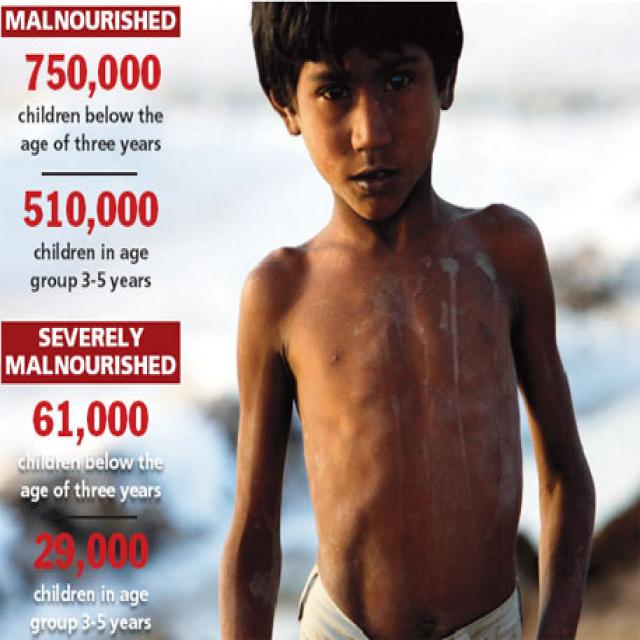 MALNOURISHED
750,000
children below the
age of three years
510,000
children in age
group 3-5 years
SEVERELY
MALNOURISHED
61,000
children below the
age of three years
29,000
children in age
group 3-5 years